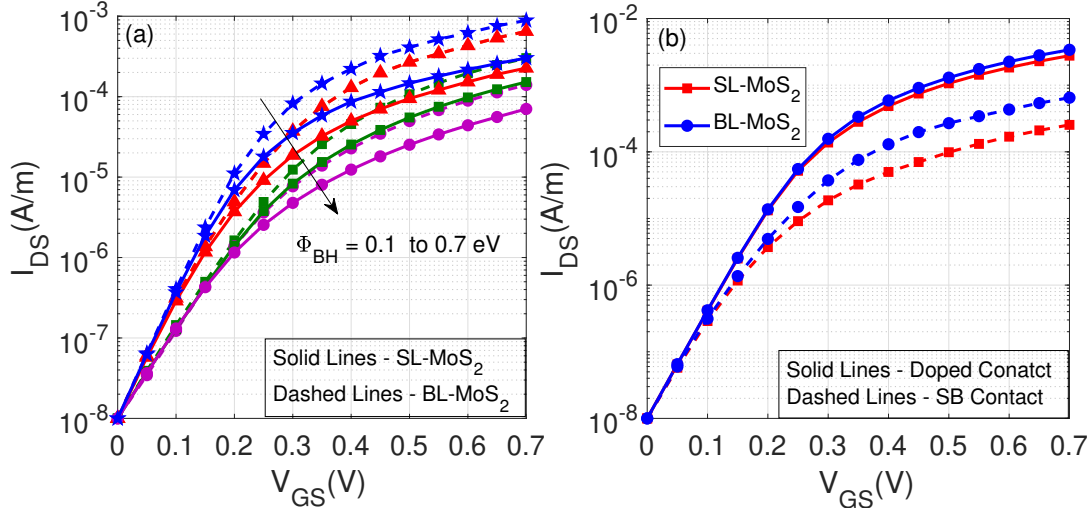 (a)
10^-3
10^-4
10^-5
10^-6
10^-7
10^-8
I_DS(A/m)
Φ_BH = 0.1 to 0.7 eV
Solid Lines - SL-MoS_2
Dashed Lines - BL-MoS_2
0 0.1 0.2 0.3 0.4 0.5 0.6 0.7
V_GS(V)
(b)
10^-2
10^-4
10^-6
10^-8
I_DS(A/m)
SL-MoS_2
BL-MoS_2
Solid Lines - Doped Conatct
Dashed Lines - SB Contact
0 0.1 0.2 0.3 0.4 0.5 0.6 0.7
V_GS(V)